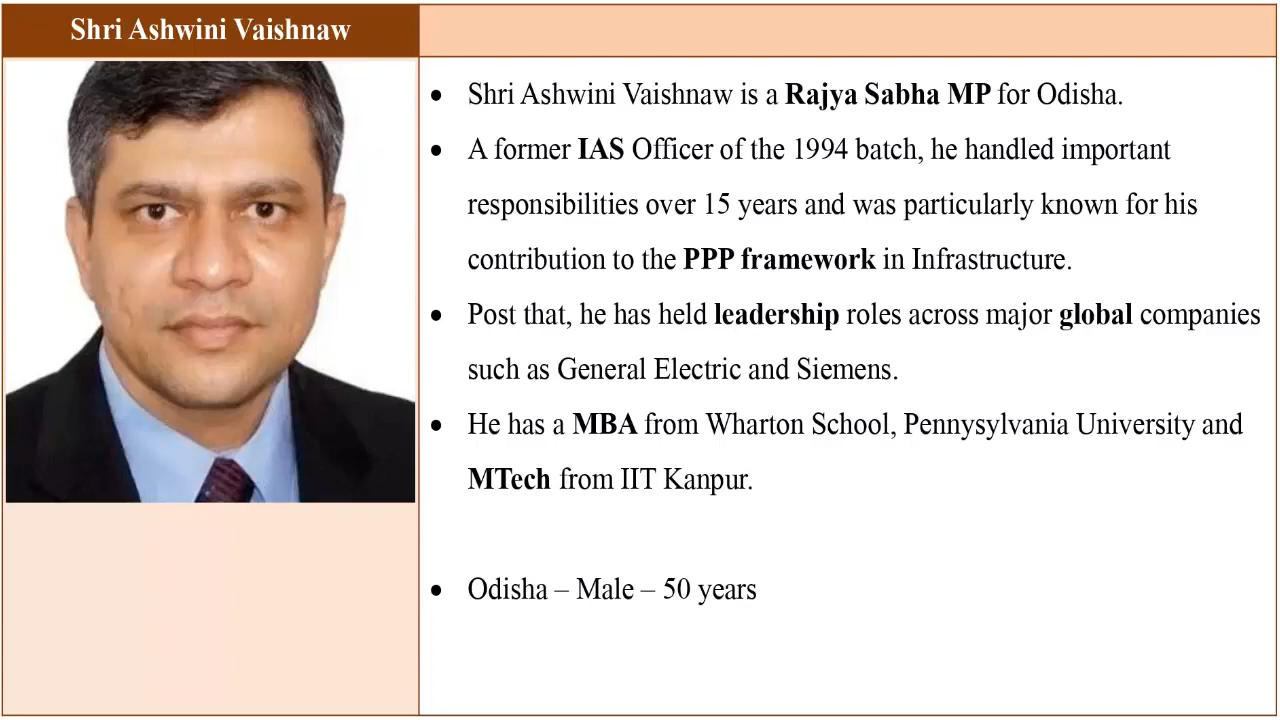 Shri Ashwini Vaishnaw
• Shri Ashwini Vaishnaw is a Rajya Sabha MP for Odisha.
• A former IAS Officer of the 1994 batch, he handled important
responsibilities over 15 years and was particularly known for his
contribution to the PPP framework in Infrastructure.
• Post that, he has held leadership roles across major global companies
such as General Electric and Siemens.
• He has a MBA from Wharton School, Pennysylvania University and
MTech from IIT Kanpur.
• Odisha – Male – 50 years